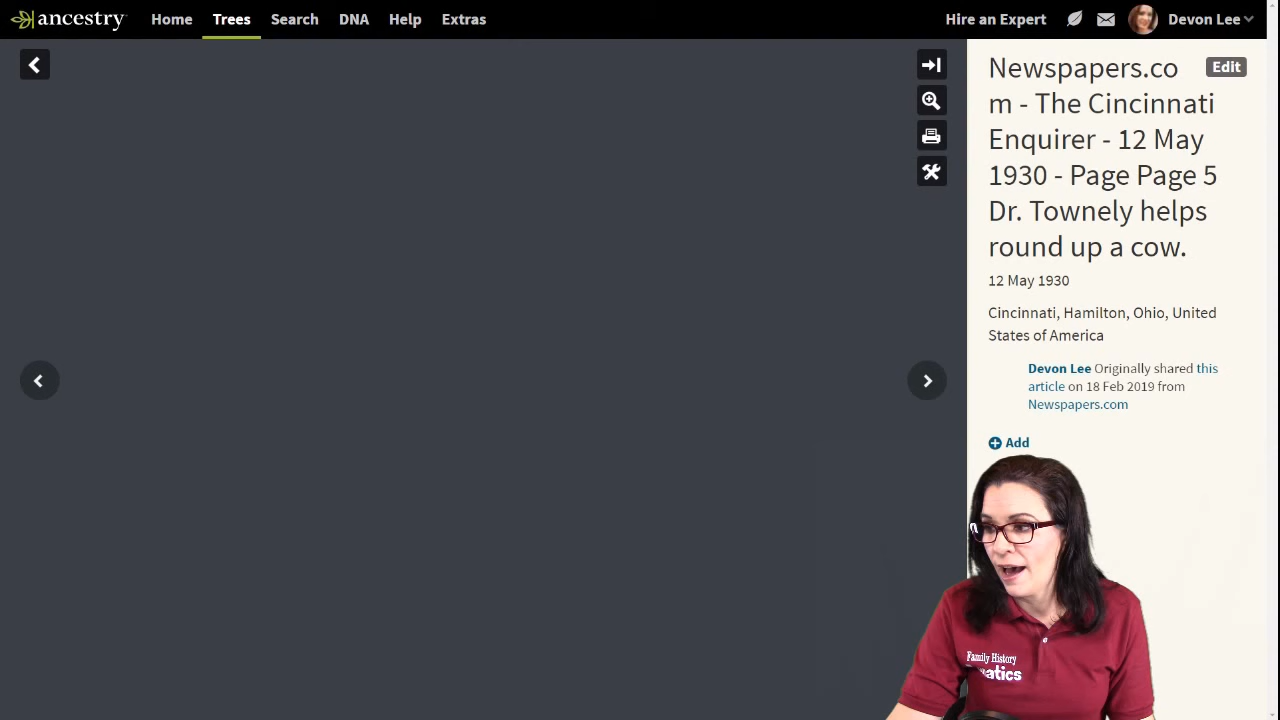 ancestry Home Trees Search DNA Help Extras Hire an Expert Devon Lee
Newspapers.co Edit
m - The Cincinnati
Enquirer - 12 May
1930 - Page Page 5
Dr. Townely helps
round up a cow.
12 May 1930
Cincinnati, Hamilton, Ohio, United
States of America
Devon Lee Originally shared this
article on 18 Feb 2019 from
Newspapers.com
Add
Family History